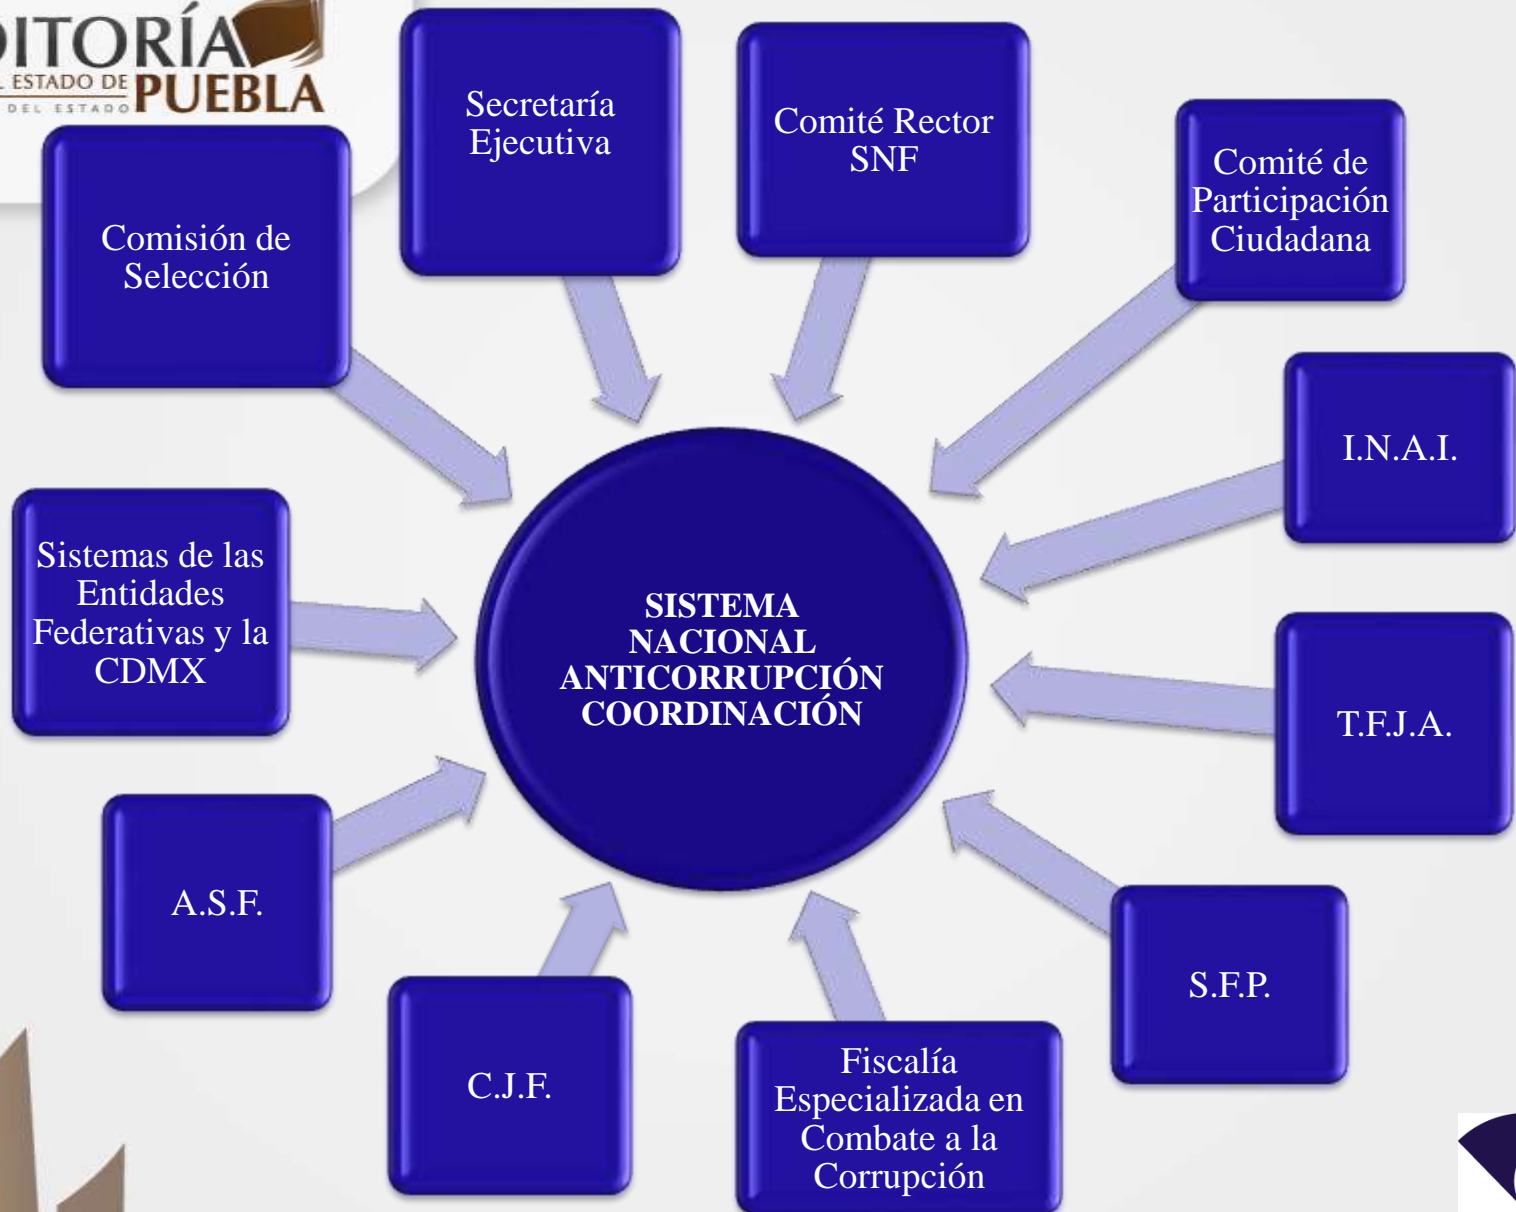 DITORÍA
ESTADO DE PUEBLA
DEL ESTADO
Secretaría
Ejecutiva
Comité Rector
SNF
Comité de
Participación
Ciudadana
Comisión de
Selección
I.N.A.I.
Sistemas de las
Entidades
Federativas y la
CDMX
SISTEMA
NACIONAL
ANTICORRUPCIÓN
COORDINACIÓN
T.F.J.A.
A.S.F.
S.F.P.
C.J.F.
Fiscalía
Especializada en
Combate a la
Corrupción